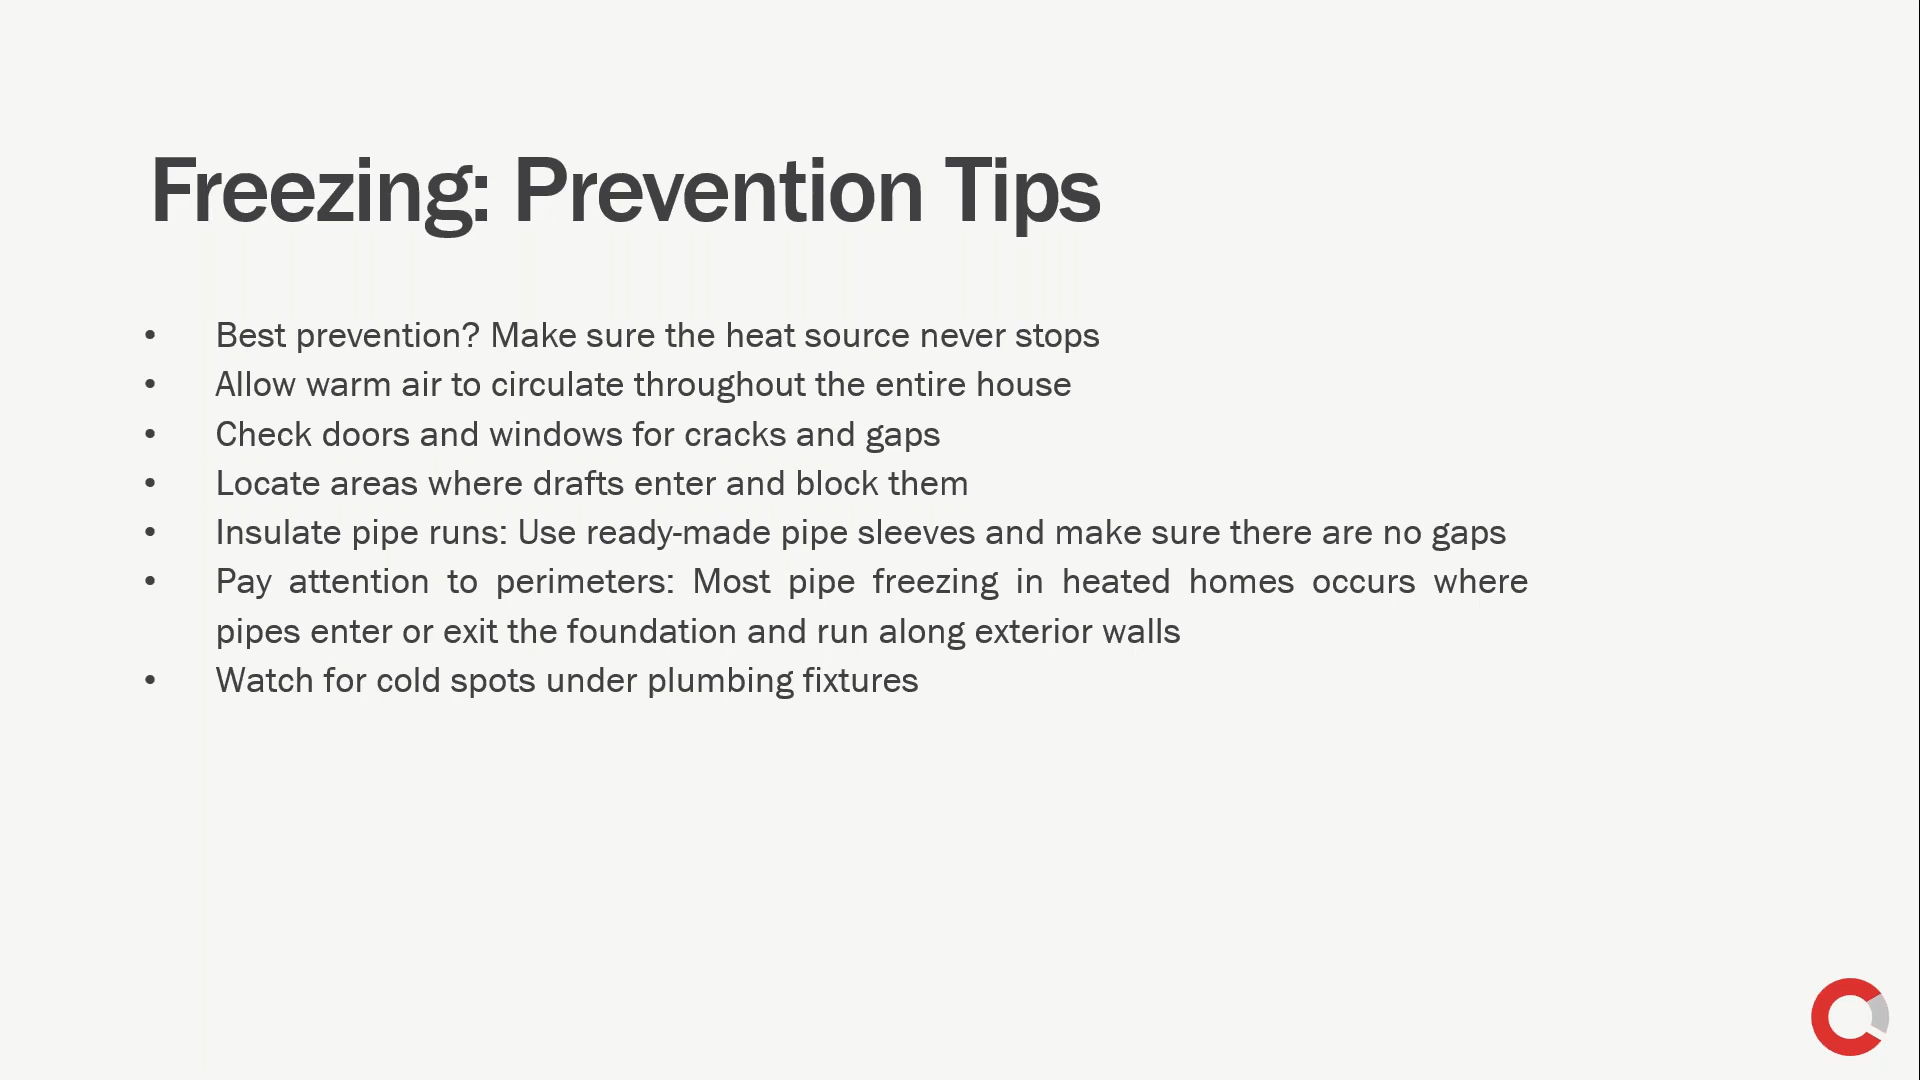 Freezing: Prevention Tips
• Best prevention? Make sure the heat source never stops
• Allow warm air to circulate throughout the entire house
• Check doors and windows for cracks and gaps
• Locate areas where drafts enter and block them
• Insulate pipe runs: Use ready-made pipe sleeves and make sure there are no gaps
• Pay attention to perimeters: Most pipe freezing in heated homes occurs where
pipes enter or exit the foundation and run along exterior walls
• Watch for cold spots under plumbing fixtures